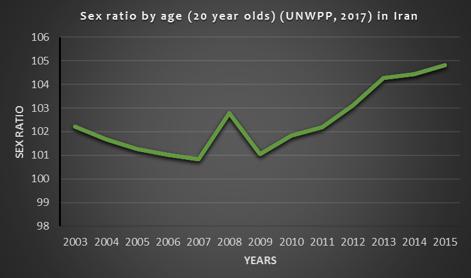 Sex ratio by age (20 year olds) (UNWPP, 2017) in Iran
106
105
104
103
102
101
100
99
98
SEX RATIO
2003 2004 2005 2006 2007 2008 2009 2010 2011 2012 2013 2014 2015
YEARS